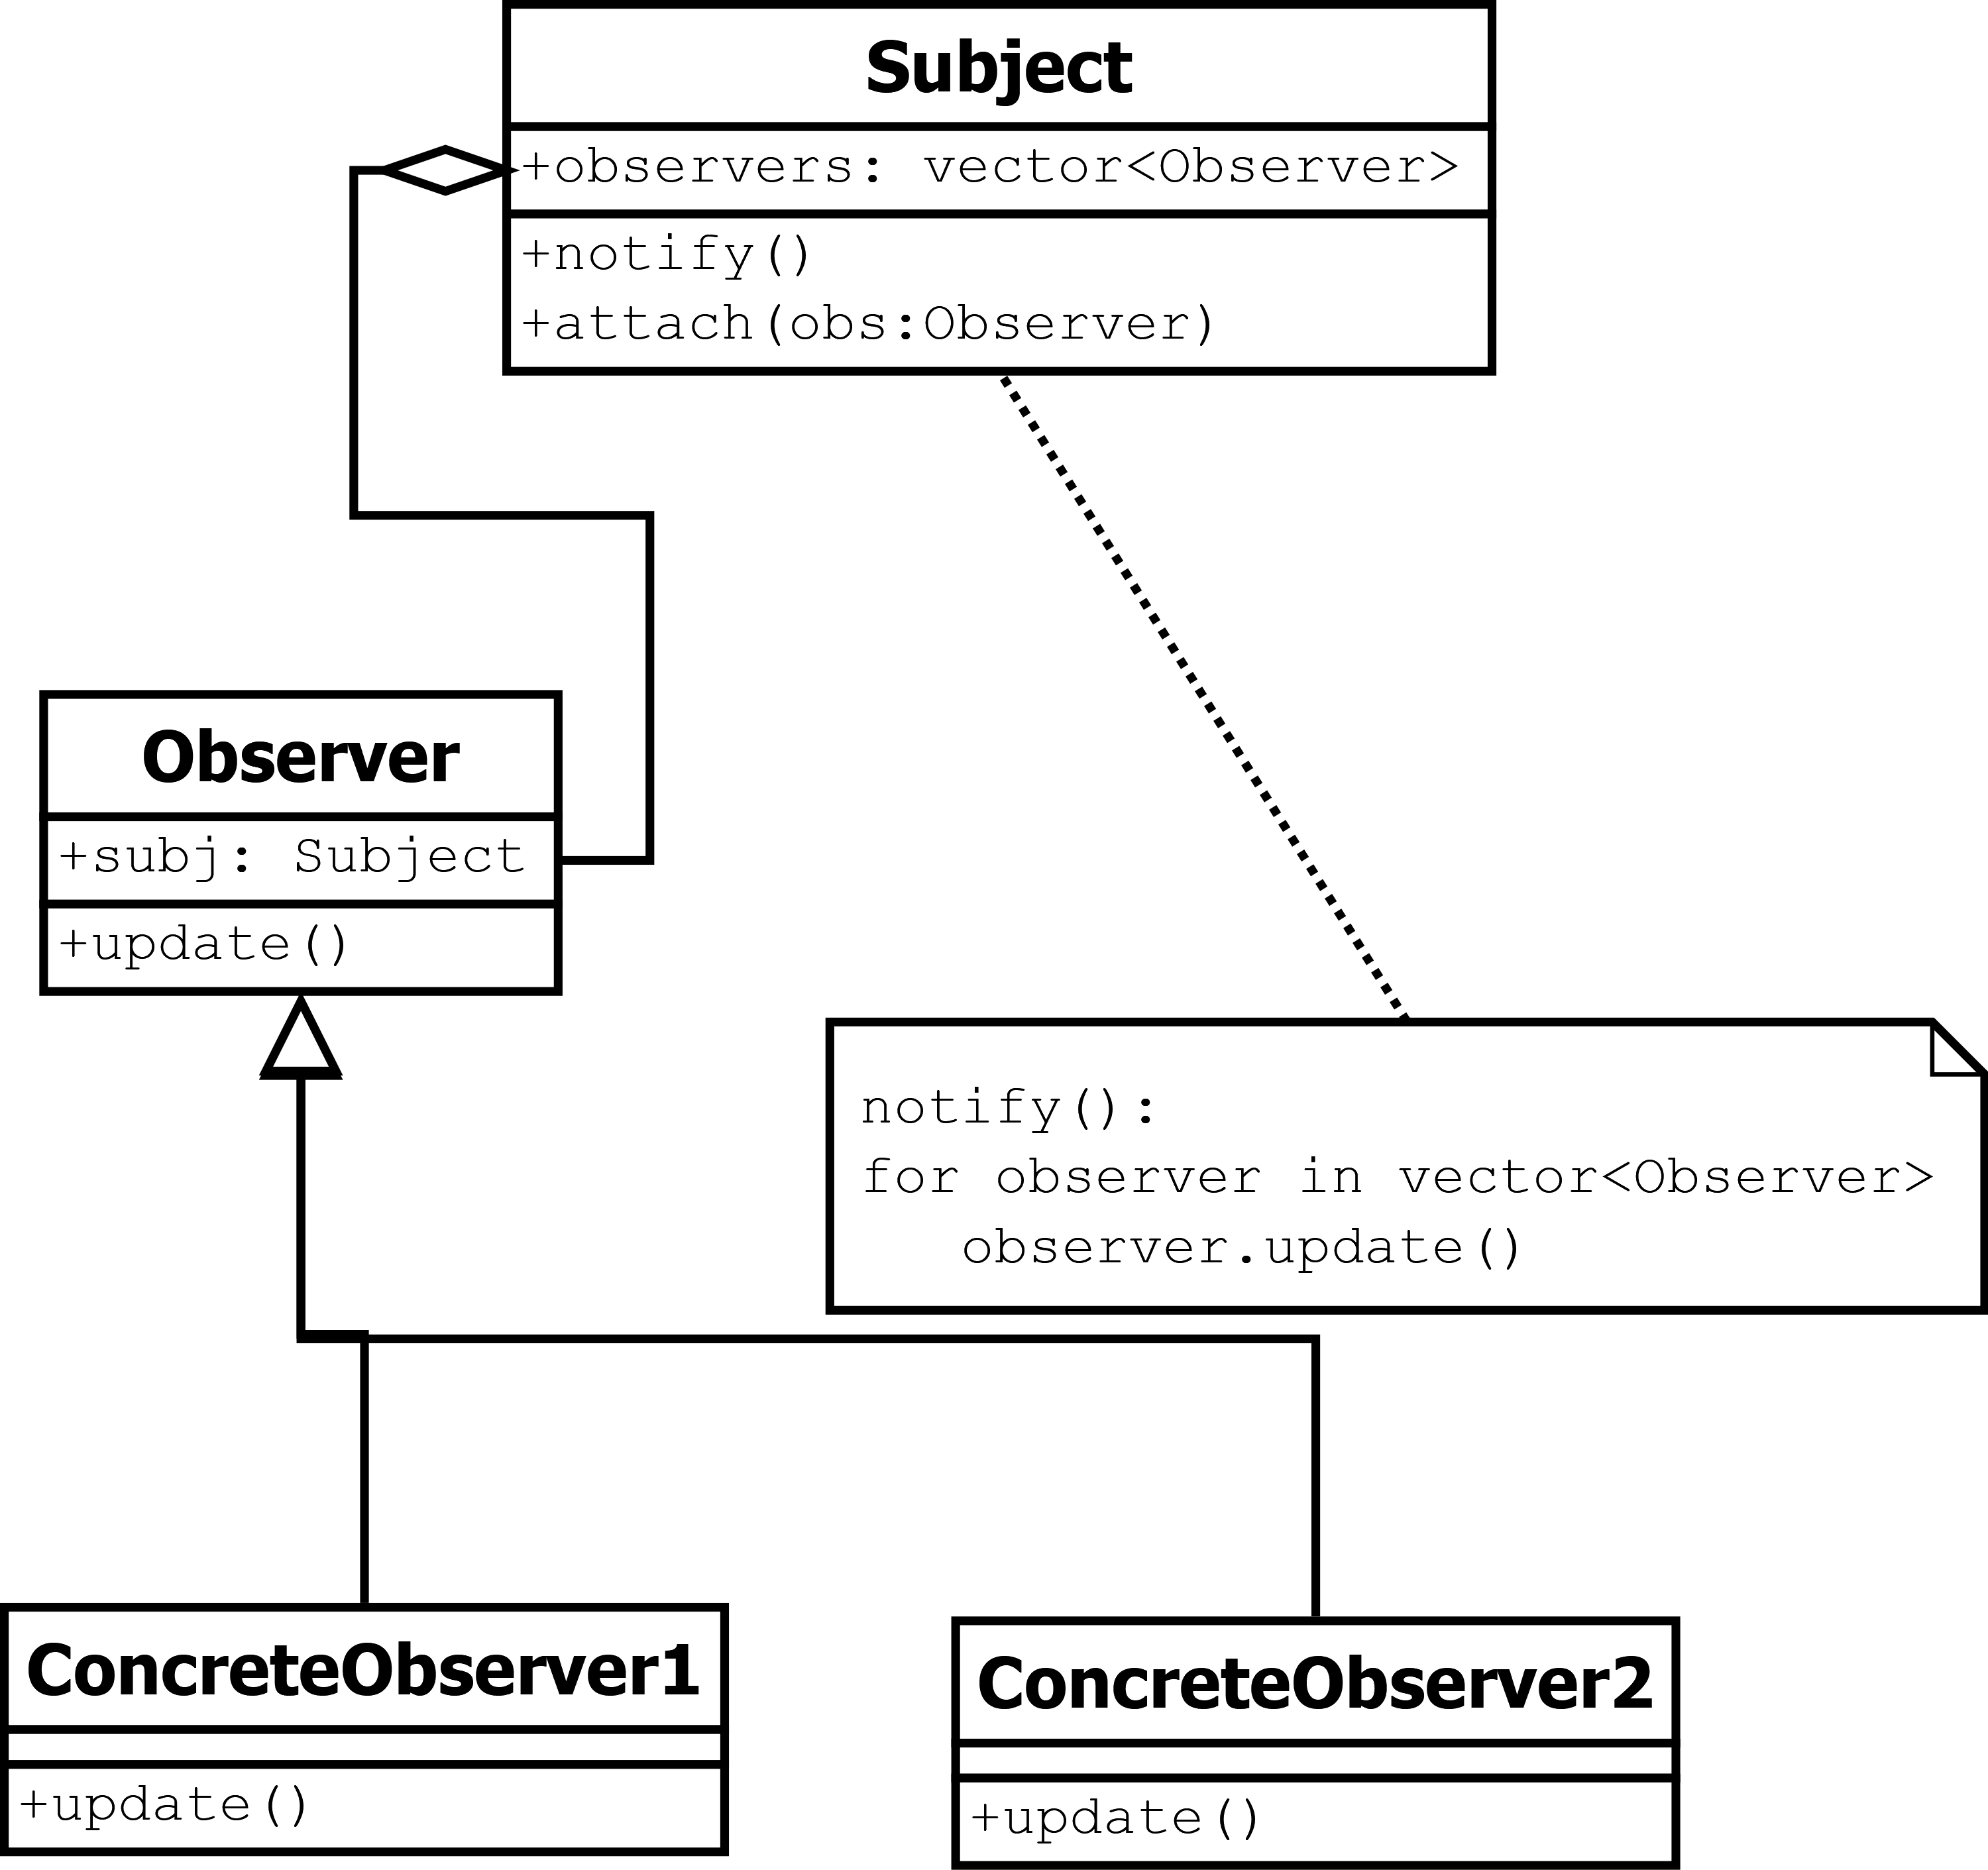 Subject
+observers: vector<Observer>
+notify()
+attach(obs:Observer)
Observer
+subj: Subject
+update()
notify():
for observer in vector<Observer>
   observer.update()
ConcreteObserver1
+update()
ConcreteObserver2
+update()